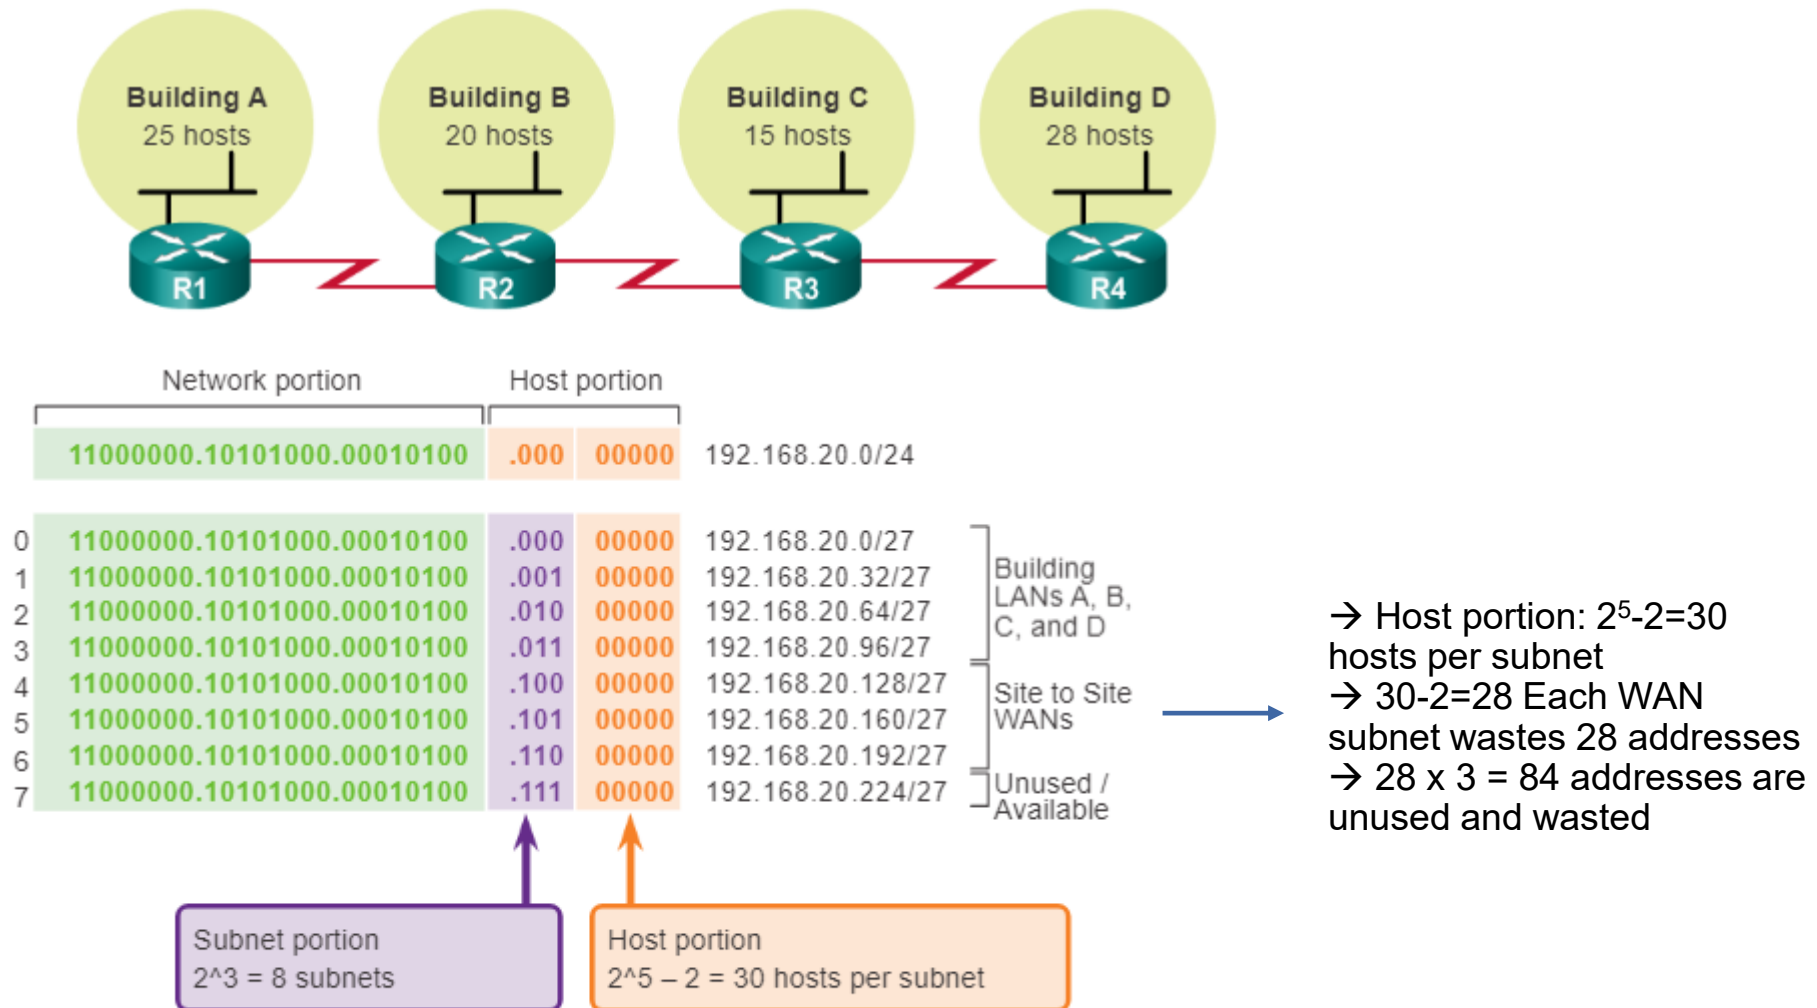 Building A
25 hosts
Building B
20 hosts
Building C
15 hosts
Building D
28 hosts
R1
R2
R3
R4
Network portion
Host portion
11000000.10101000.00010100 .000 00000 192.168.20.0/24
0 11000000.10101000.00010100 .000 00000 192.168.20.0/27
1 11000000.10101000.00010100 .001 00000 192.168.20.32/27
2 11000000.10101000.00010100 .010 00000 192.168.20.64/27
3 11000000.10101000.00010100 .011 00000 192.168.20.96/27
4 11000000.10101000.00010100 .100 00000 192.168.20.128/27
5 11000000.10101000.00010100 .101 00000 192.168.20.160/27
6 11000000.10101000.00010100 .110 00000 192.168.20.192/27
7 11000000.10101000.00010100 .111 00000 192.168.20.224/27
Building
LANs A, B,
C, and D
Site to Site
WANs
Unused /
Available
→ Host portion: 2⁵-2=30
hosts per subnet
→ 30-2=28 Each WAN
subnet wastes 28 addresses
→ 28 x 3 = 84 addresses are
unused and wasted
Subnet portion
2^3 = 8 subnets
Host portion
2^5 – 2 = 30 hosts per subnet